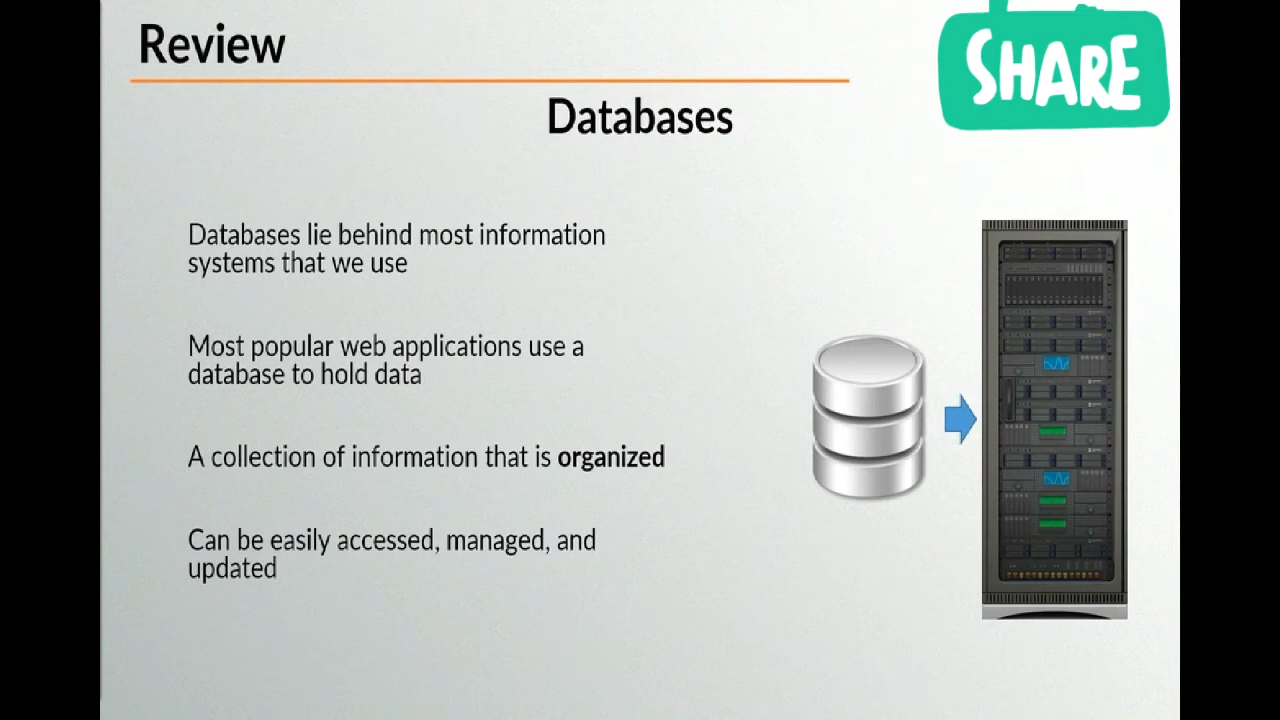 Review
SHARE
Databases
Databases lie behind most information
systems that we use
Most popular web applications use a
database to hold data
A collection of information that is organized
Can be easily accessed, managed, and
updated